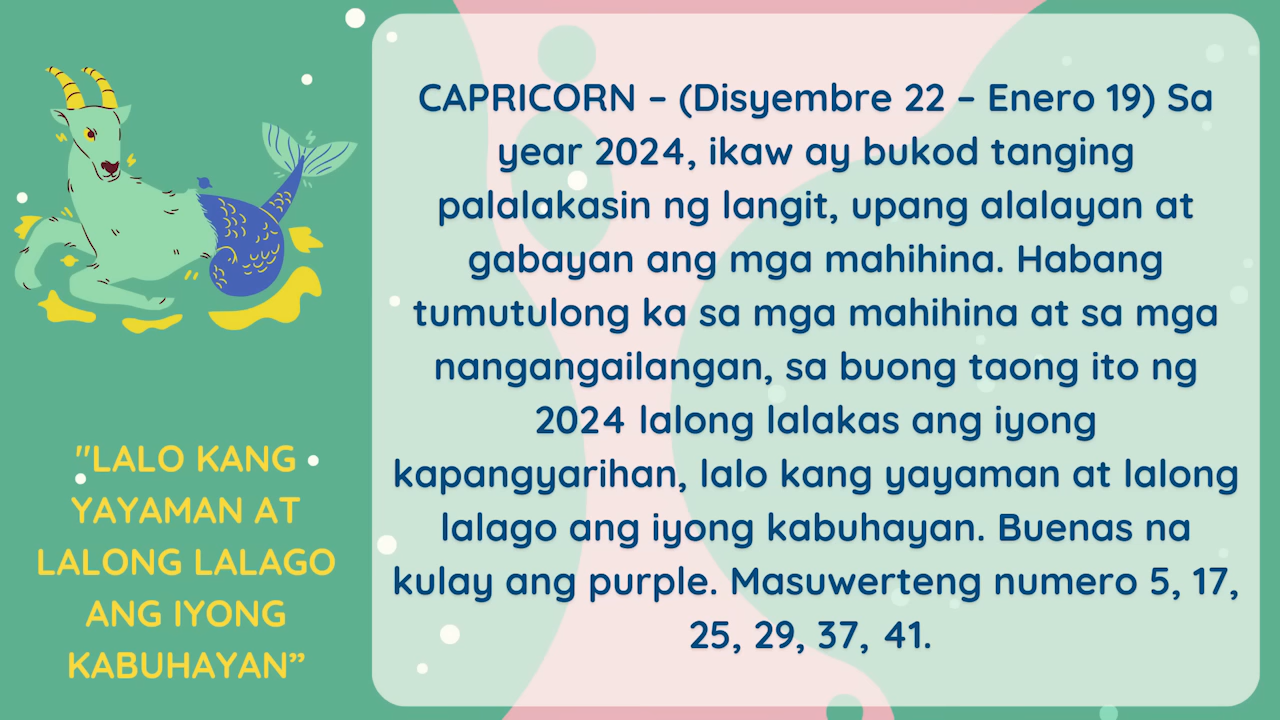 "LALO KANG
YAYAMAN AT
LALONG LALAGO
ANG IYONG
KABUHAYAN”
CAPRICORN – (Disyembre 22 – Enero 19) Sa
year 2024, ikaw ay bukod tanging
palalakasin ng langit, upang alalayan at
gabayan ang mga mahihina. Habang
tumutulong ka sa mga mahihina at sa mga
nangangailangan, sa buong taong ito ng
2024 lalong lalakas ang iyong
kapangyarihan, lalo kang yayaman at lalong
lalago ang iyong kabuhayan. Buenas na
kulay ang purple. Masuwerteng numero 5, 17,
25, 29, 37, 41.